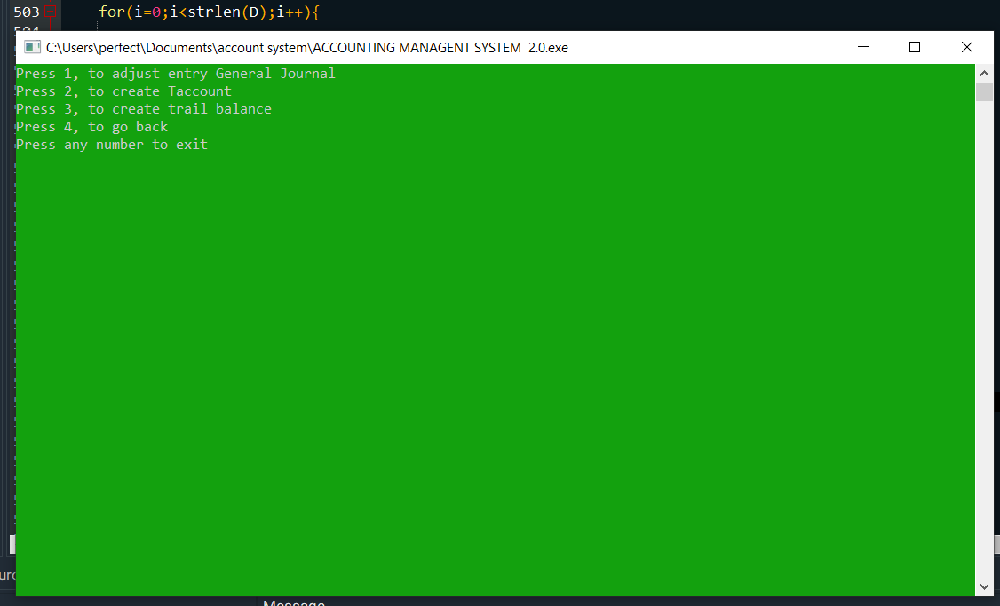 503 for(i=0;i<strlen(D);i++){
C:\Users\perfect\Documents\account system\ACCOUNTING MANAGENT SYSTEM  2.0.exe
Press 1, to adjust entry General Journal
Press 2, to create Taccount
Press 3, to create trail balance
Press 4, to go back
Press any number to exit